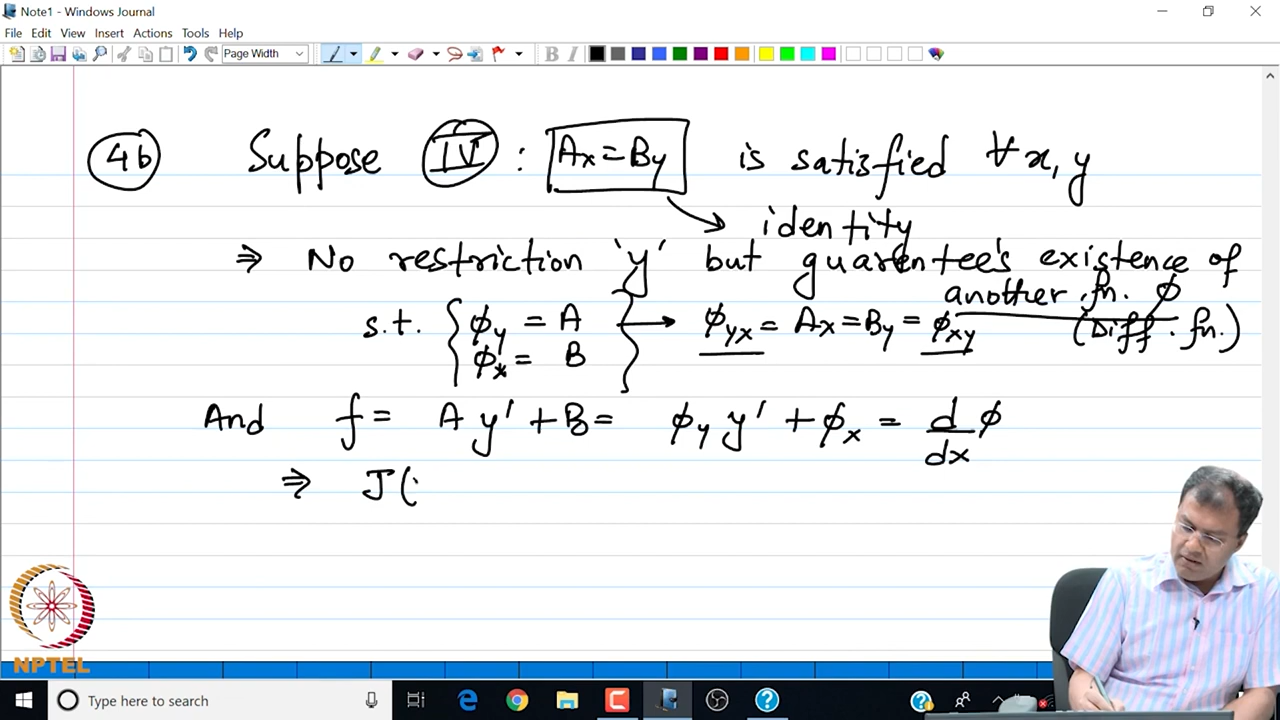 Note1 - Windows Journal
File Edit View Insert Actions Tools Help
Page Width B I
4b Suppose IV : Ax = By is satisfied ∀ x, y
identity
⇒ No restriction 'y' but guarentee's existence of
another fn. ϕ
s.t. { ϕy = A } → ϕyx = Ax = By = ϕxy (Diff. fn.)
ϕx = B
And f = A y' + B = ϕy y' + ϕx = d/dx ϕ
⇒ J(
NPTEL
Type here to search